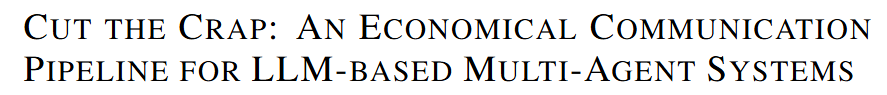 CUT THE CRAP: AN ECONOMICAL COMMUNICATION
PIPELINE FOR LLM-BASED MULTI-AGENT SYSTEMS